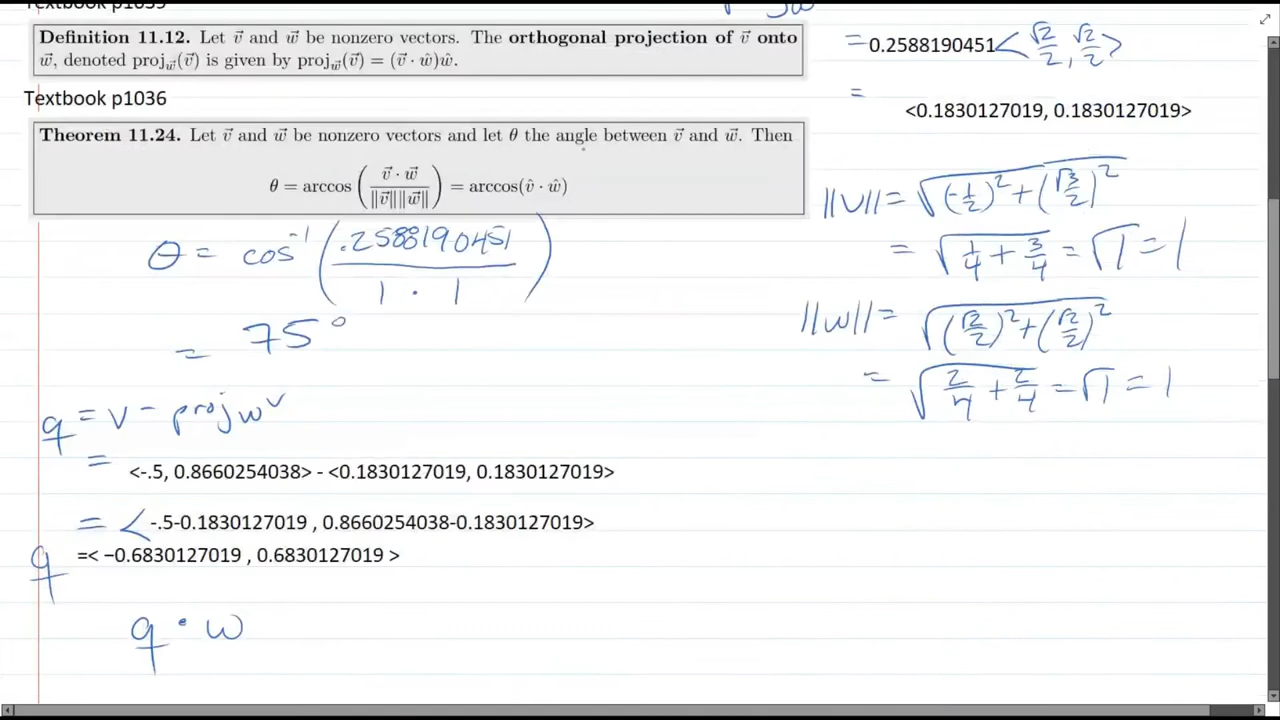 Definition 11.12. Let v⃗ and w⃗ be nonzero vectors. The orthogonal projection of v⃗ onto
w⃗, denoted proj_w⃗(v⃗) is given by proj_w⃗(v⃗) = (v⃗ · ŵ)ŵ.
Textbook p1036
Theorem 11.24. Let v⃗ and w⃗ be nonzero vectors and let θ the angle between v⃗ and w⃗. Then
θ = arccos( v⃗ · w⃗ / ‖v⃗‖‖w⃗‖ ) = arccos(v̂ · ŵ)
θ = cos⁻¹( .2588190451 / 1 · 1 )
= 75°
q = v - proj w v
=
<-.5, 0.8660254038> - <0.1830127019, 0.1830127019>
= < -.5-0.1830127019 , 0.8660254038-0.1830127019>
q =< −0.6830127019 , 0.6830127019 >
q · w
= 0.2588190451 < √2/2, √2/2 >
=
<0.1830127019, 0.1830127019>
||v|| = √((-1/2)² + (√3/2)²)
= √(1/4 + 3/4) = √1 = 1
||w|| = √((√2/2)² + (√2/2)²)
= √(2/4 + 2/4) = √1 = 1